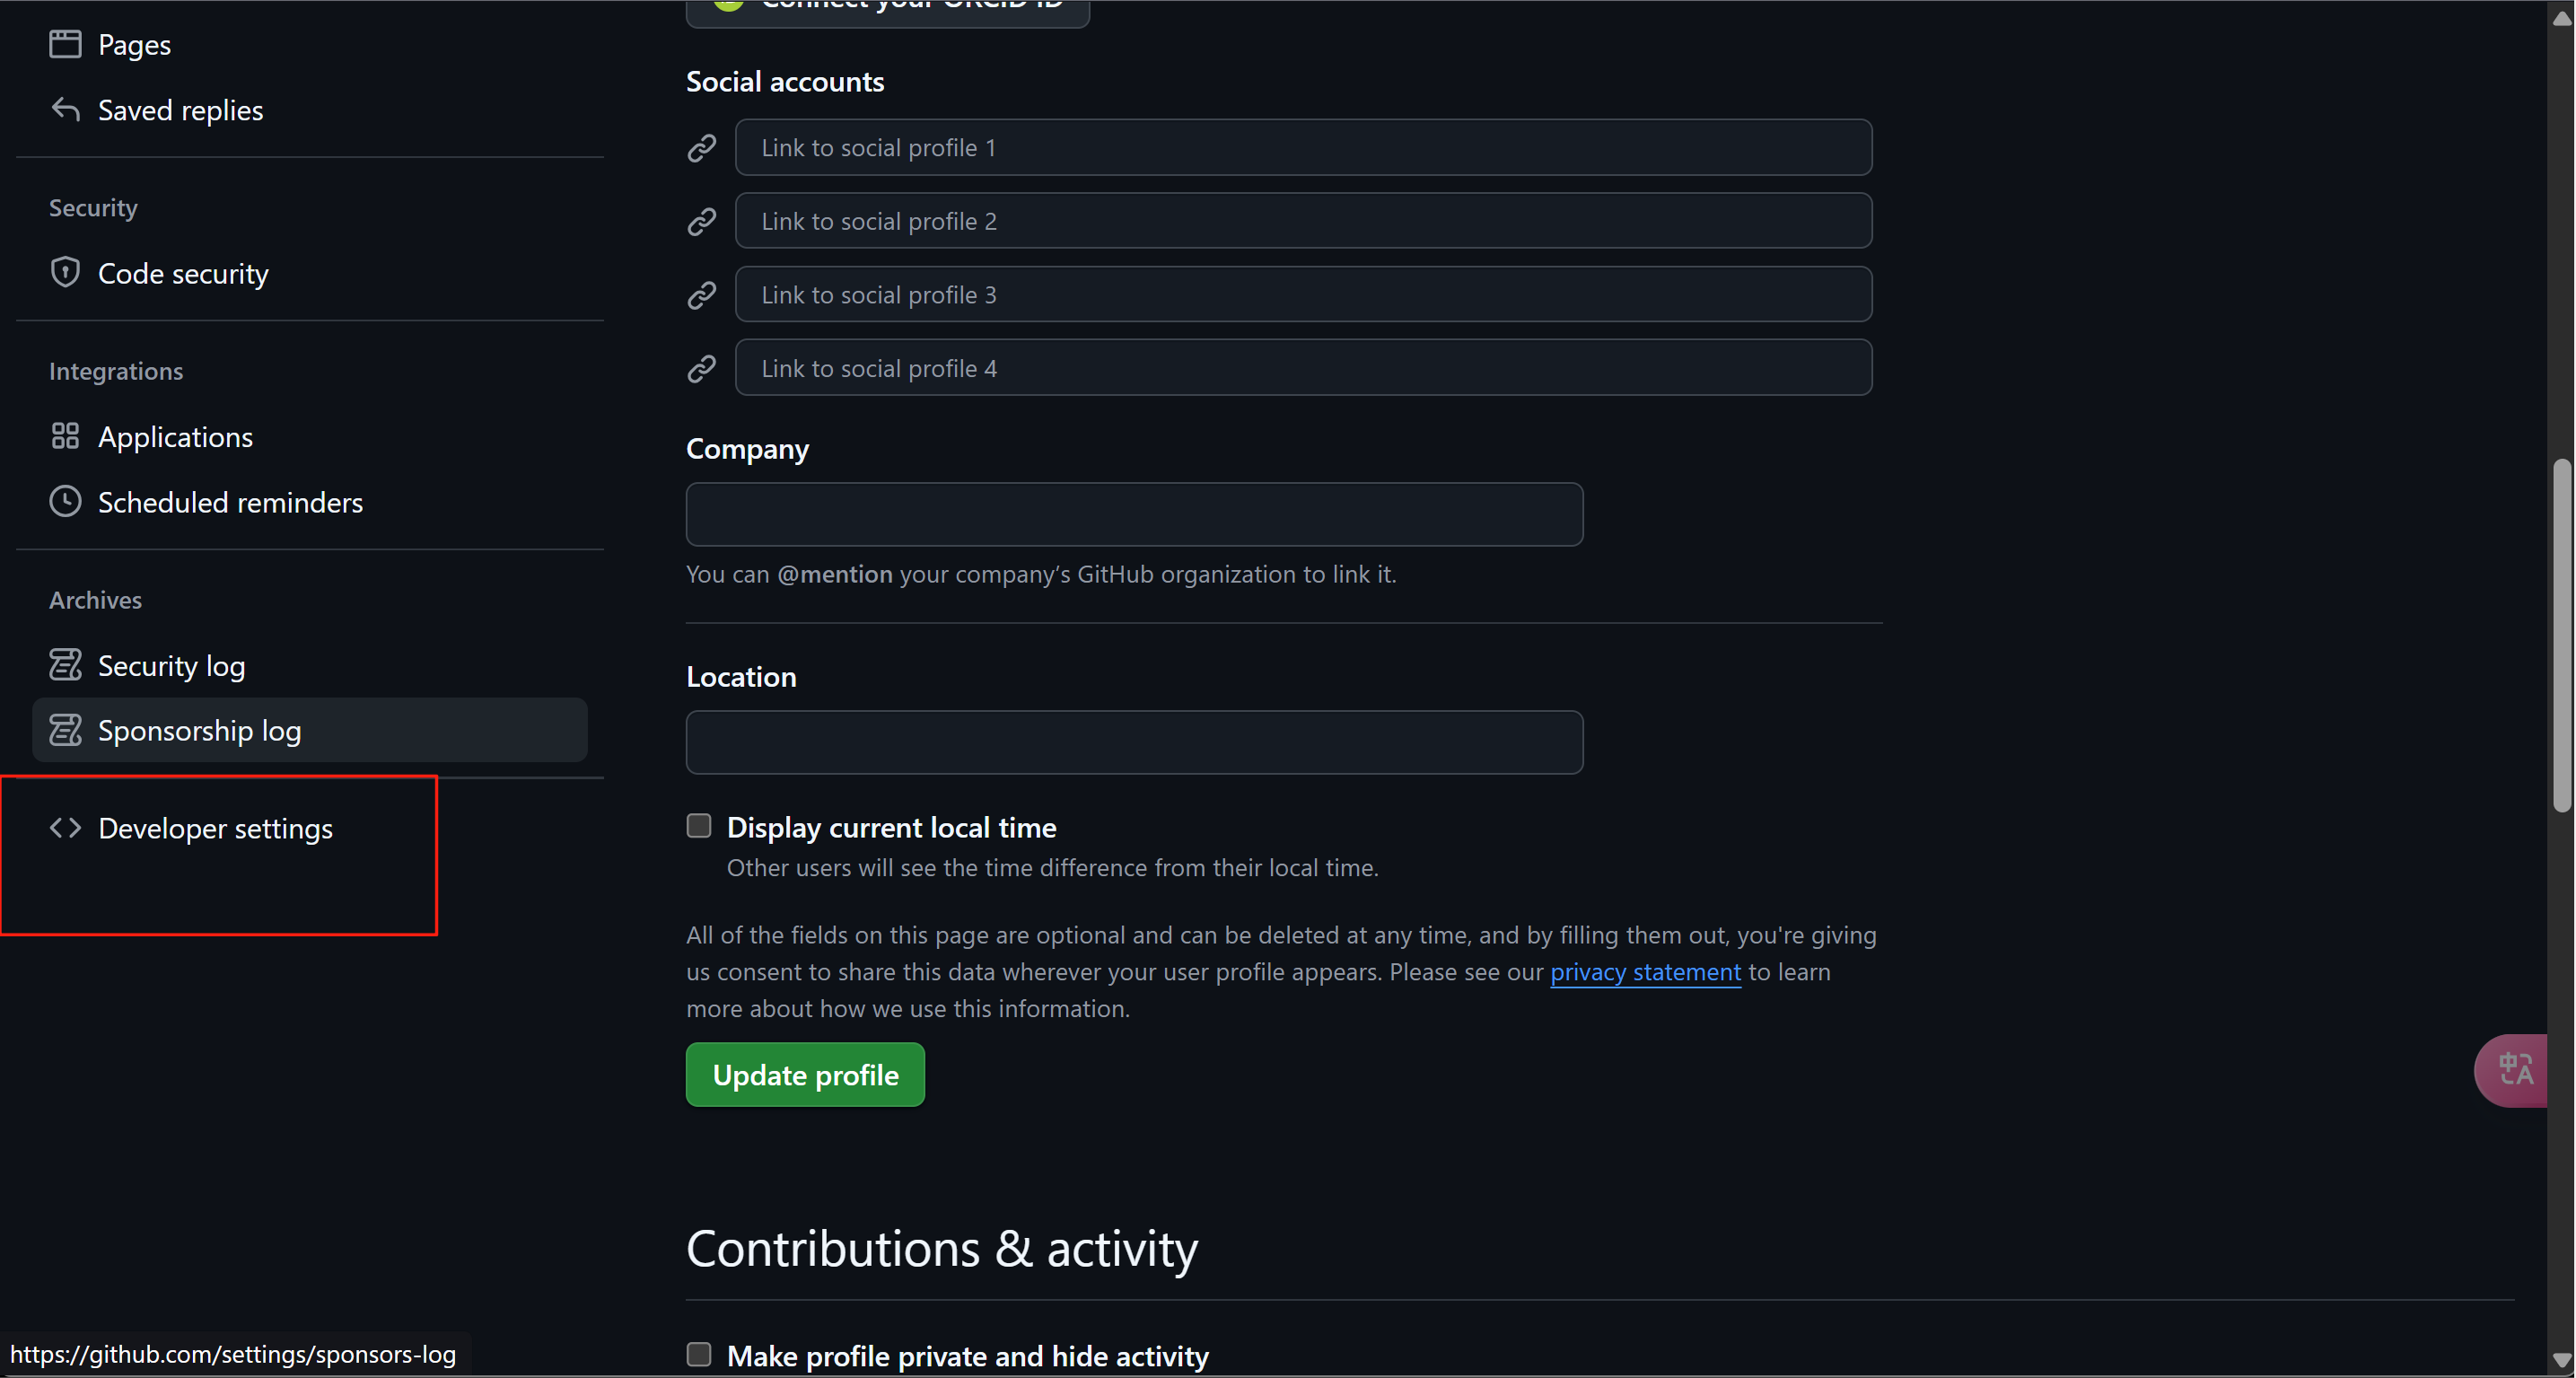 Pages
Saved replies
Security
Code security
Integrations
Applications
Scheduled reminders
Archives
Security log
Sponsorship log
Developer settings
Connect your ORCID iD
Social accounts
Link to social profile 1
Link to social profile 2
Link to social profile 3
Link to social profile 4
Company
You can @mention your company’s GitHub organization to link it.
Location
Display current local time
Other users will see the time difference from their local time.
All of the fields on this page are optional and can be deleted at any time, and by filling them out, you're giving
us consent to share this data wherever your user profile appears. Please see our privacy statement to learn
more about how we use this information.
Update profile
Contributions & activity
Make profile private and hide activity
https://github.com/settings/sponsors-log
中A